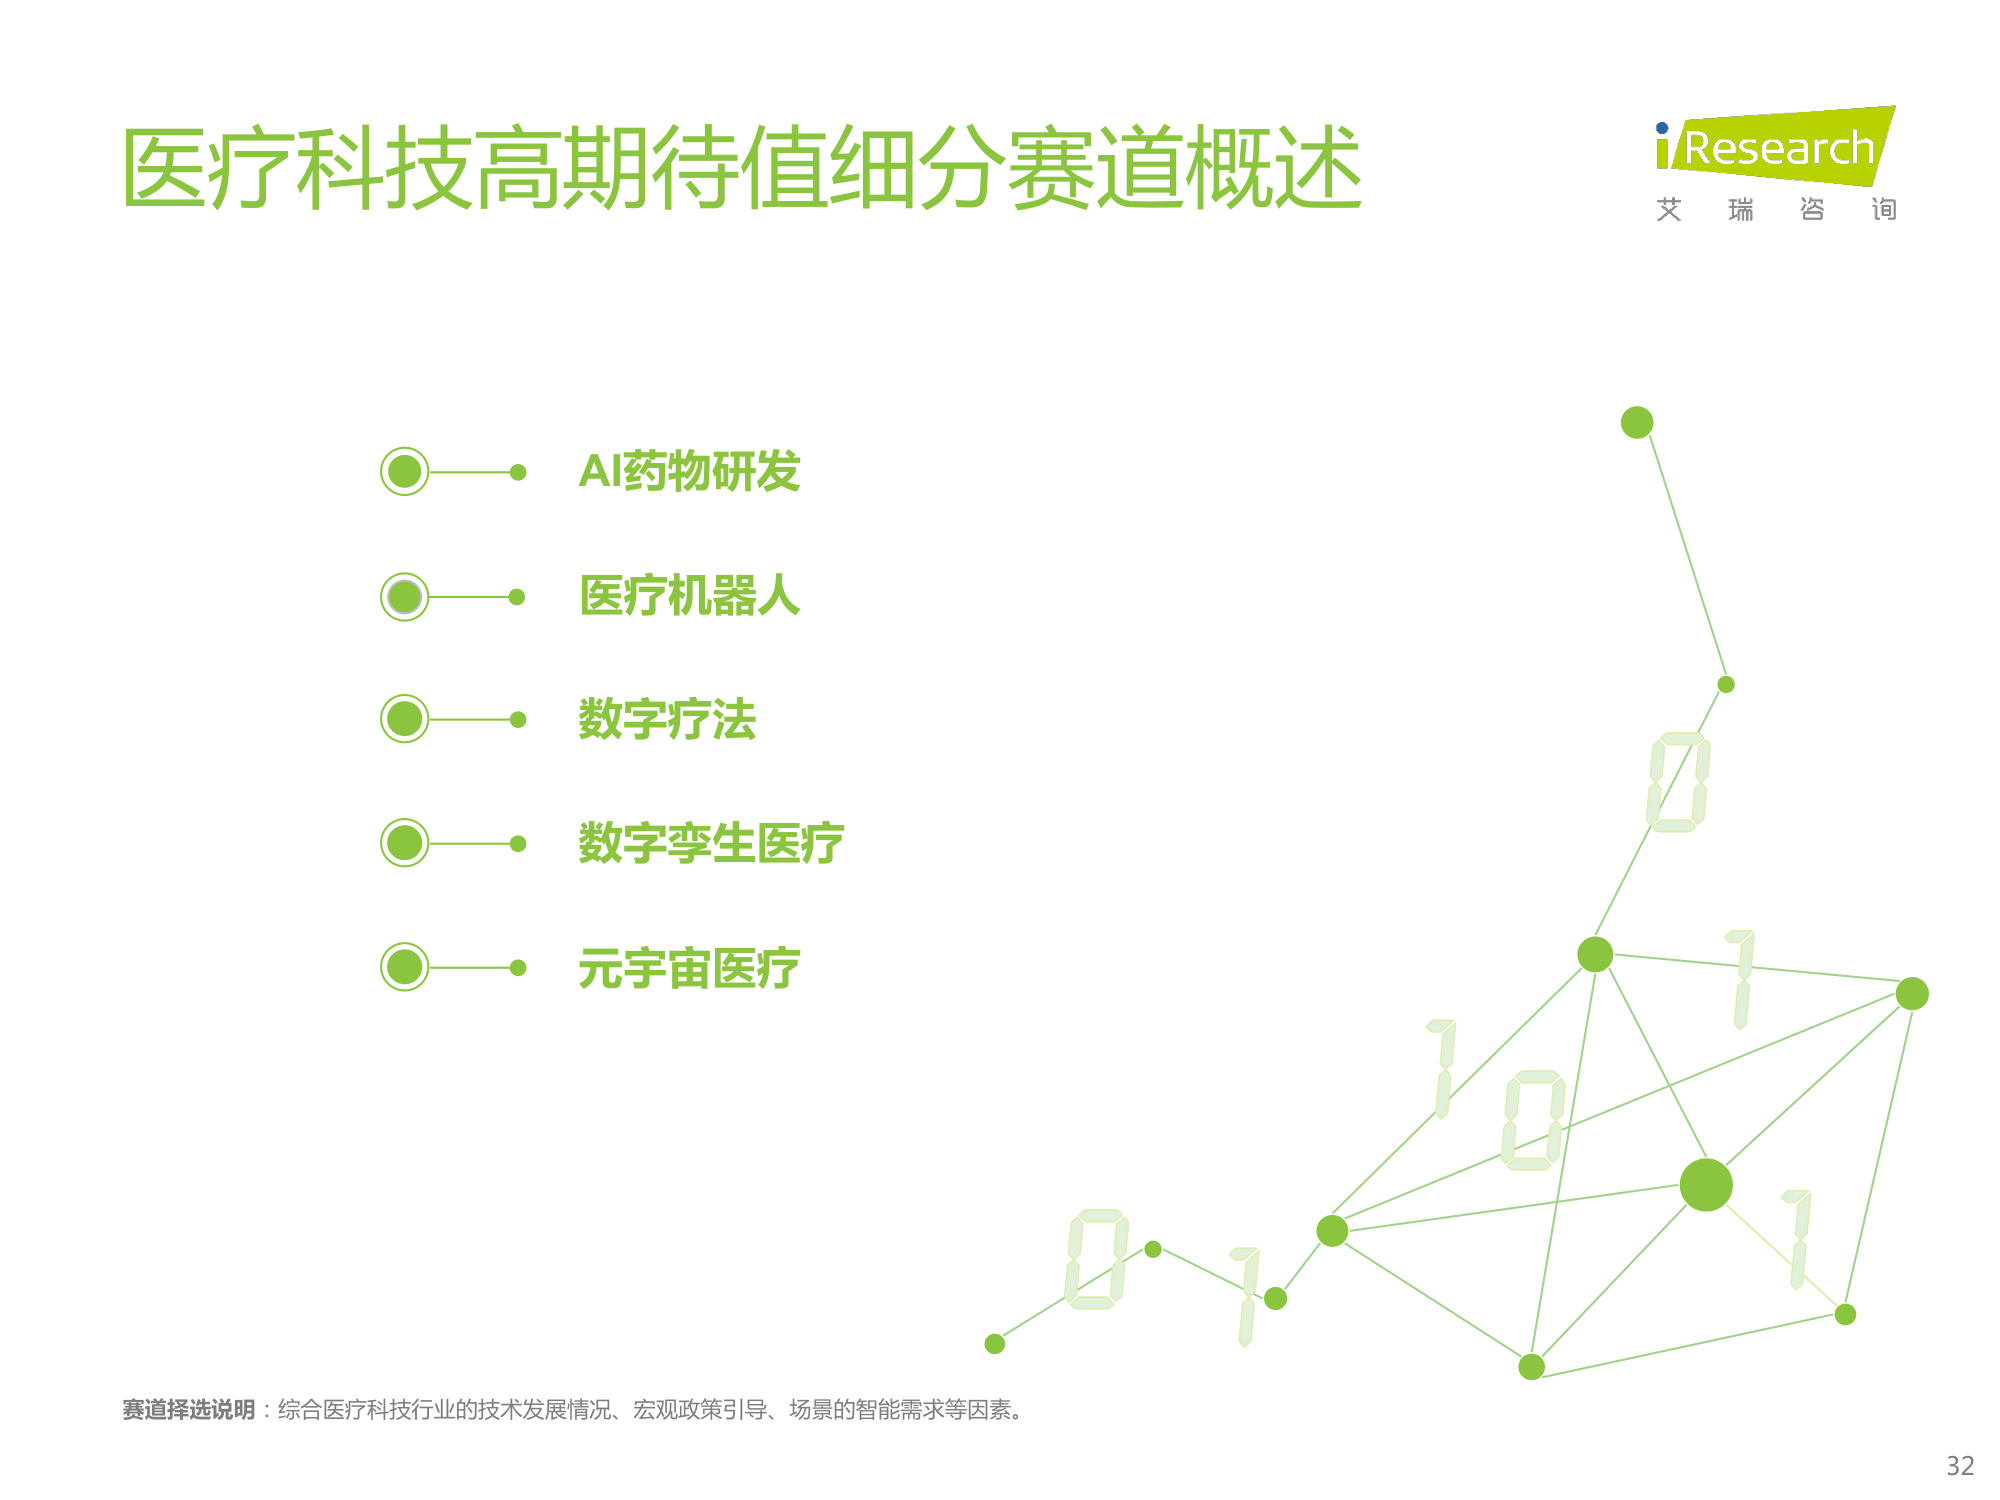 医疗科技高期待值细分赛道概述
iResearch
艾瑞咨询
AI药物研发
医疗机器人
数字疗法
数字孪生医疗
元宇宙医疗
0
1
1
0
1
0
1
赛道择选说明：综合医疗科技行业的技术发展情况、宏观政策引导、场景的智能需求等因素。
32